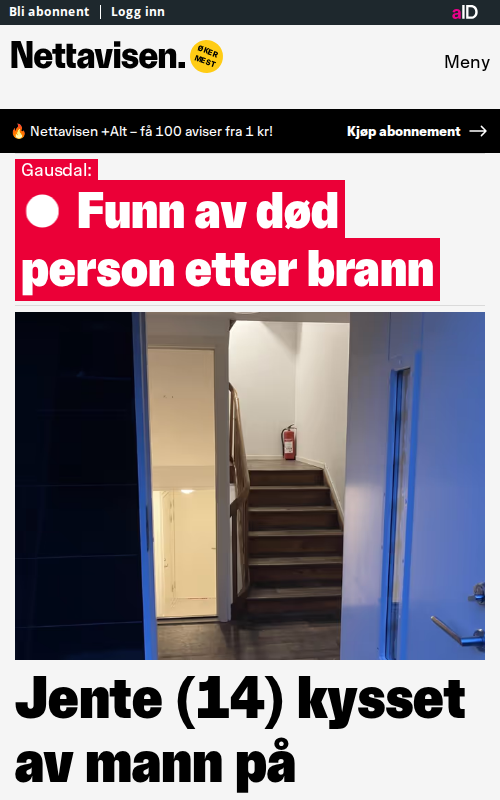 Bli abonnent | Logg inn
aID
Nettavisen.
ØKER
MEST
Meny
🔥 Nettavisen +Alt – få 100 aviser fra 1 kr!
Kjøp abonnement →
Gausdal:
Funn av død
person etter brann
Jente (14) kysset
av mann på